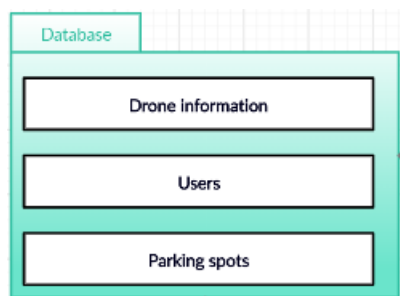 Database
Drone information
Users
Parking spots